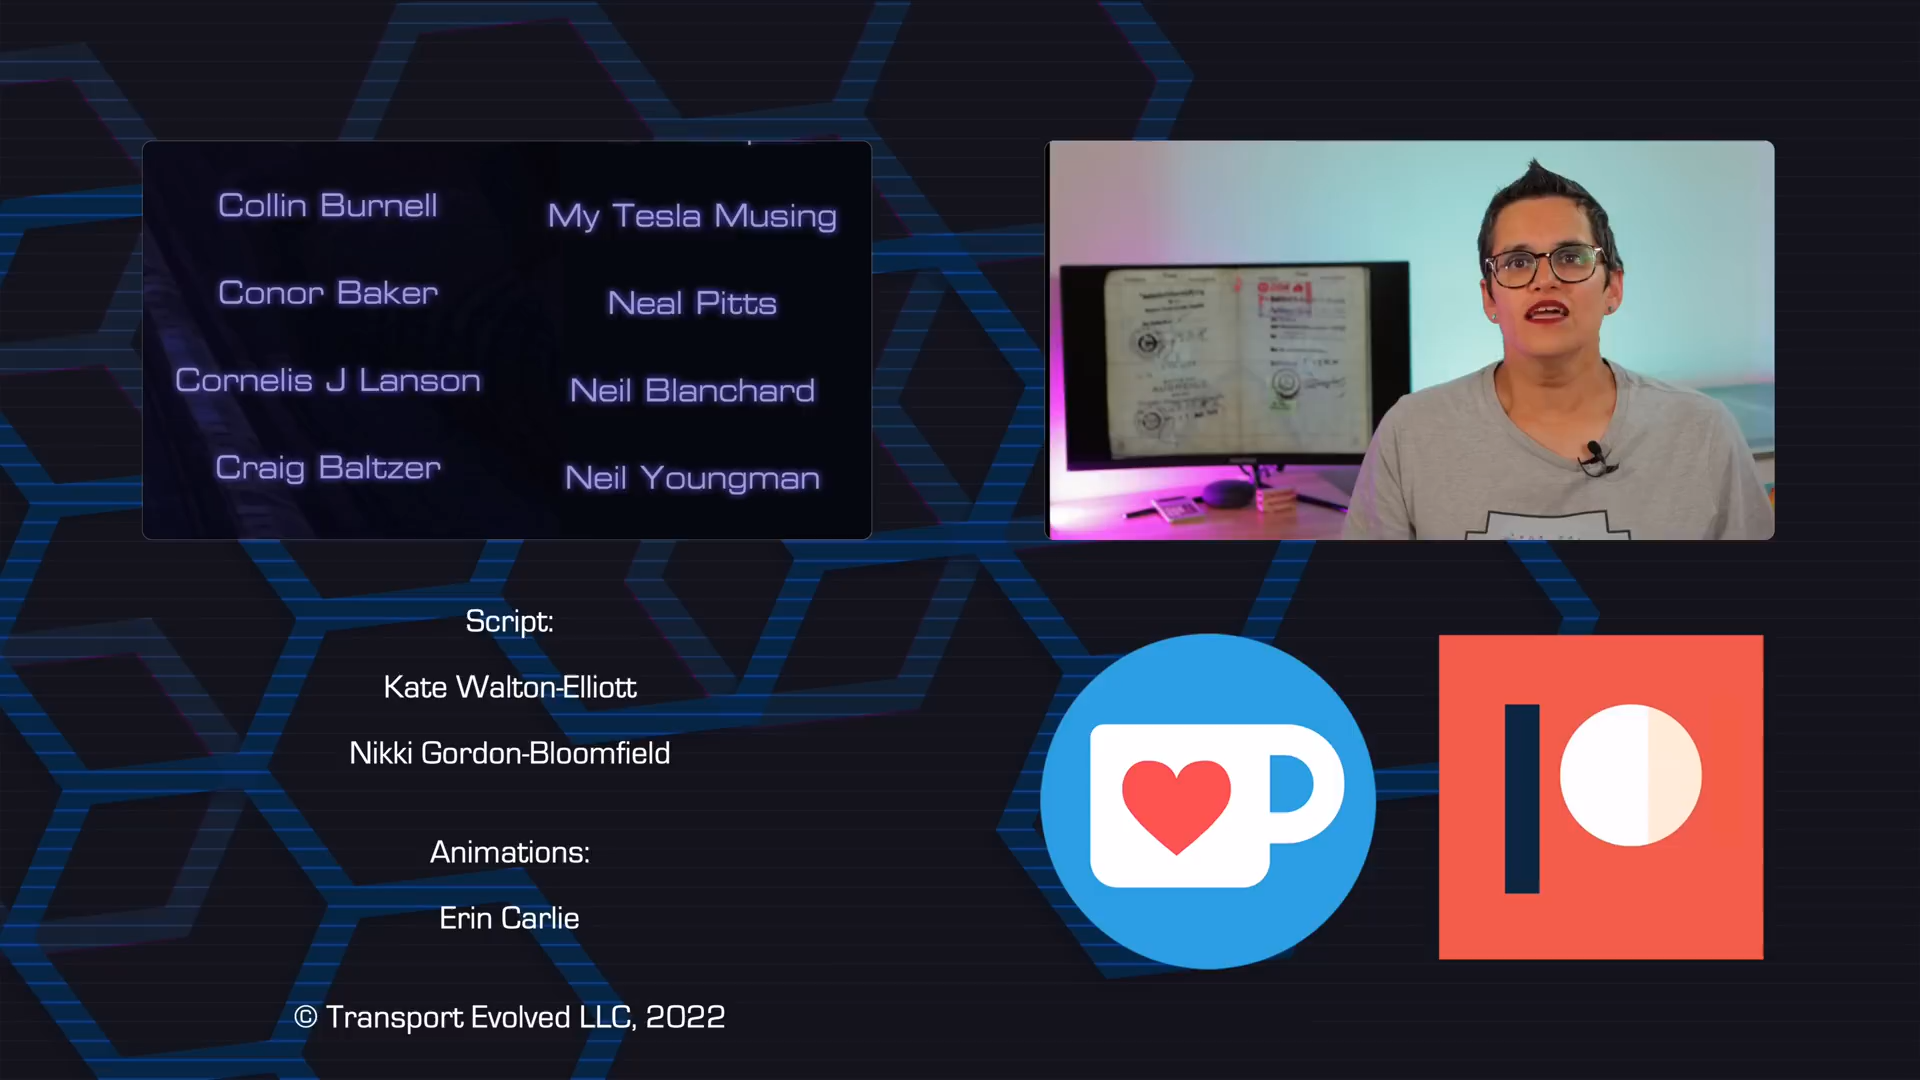 Collin Burnell
Conor Baker
Cornelis J Lanson
Craig Baltzer
My Tesla Musing
Neal Pitts
Neil Blanchard
Neil Youngman
Script:
Kate Walton-Elliott
Nikki Gordon-Bloomfield
Animations:
Erin Carlie
© Transport Evolved LLC, 2022